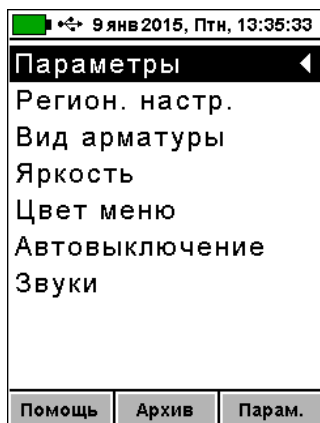 9 янв 2015, Птн, 13:35:33
Параметры
Регион. настр.
Вид арматуры
Яркость
Цвет меню
Автовыключение
Звуки
Помощь Архив Парам.